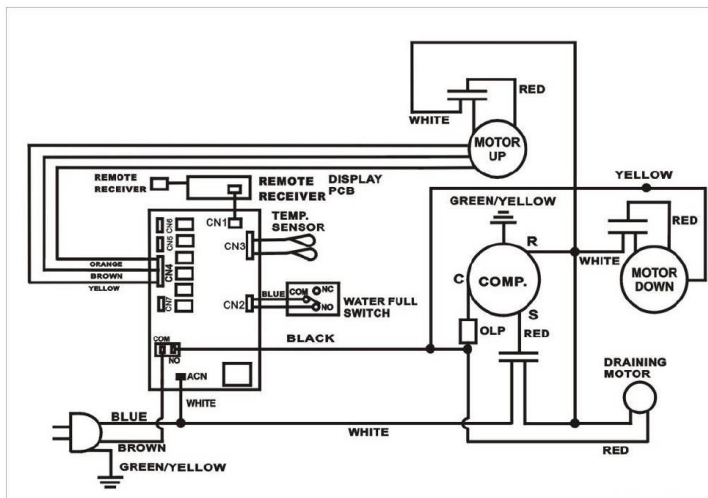 RED
WHITE
MOTOR
UP
REMOTE
RECEIVER
REMOTE
RECEIVER
DISPLAY
PCB
YELLOW
GREEN/YELLOW
CN6
CN5
CN1
TEMP.
SENSOR
CN3
R
RED
WHITE
ORANGE
BROWN
YELLOW
CN4
C
COMP.
MOTOR
DOWN
CN7
CN2
BLUE
COM
NC
NO
WATER FULL
SWITCH
S
OLP
RED
COM
NO
BLACK
ACN
WHITE
DRAINING
MOTOR
BLUE
WHITE
BROWN
RED
GREEN/YELLOW